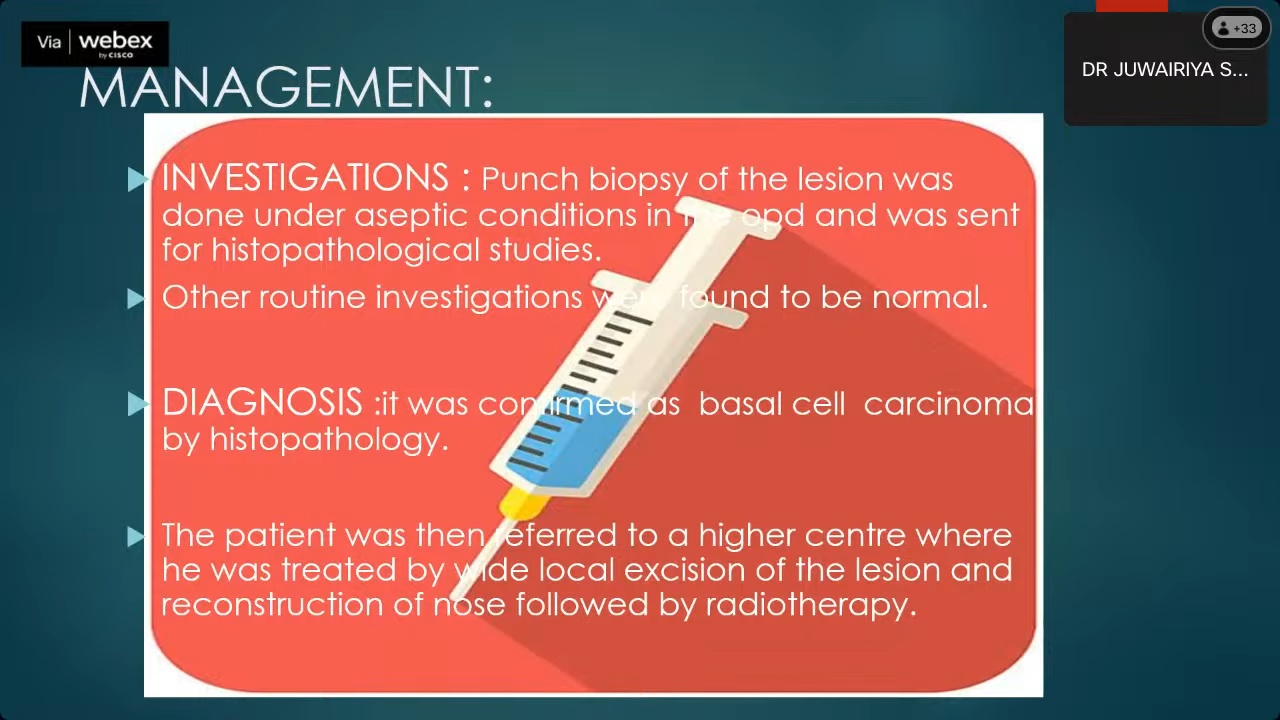 Via webex
by CISCO
+33
DR JUWAIRIYA S...
MANAGEMENT:
INVESTIGATIONS : Punch biopsy of the lesion was
done under aseptic conditions in the opd and was sent
for histopathological studies.
Other routine investigations were found to be normal.
DIAGNOSIS :it was confirmed as basal cell carcinoma
by histopathology.
The patient was then referred to a higher centre where
he was treated by wide local excision of the lesion and
reconstruction of nose followed by radiotherapy.